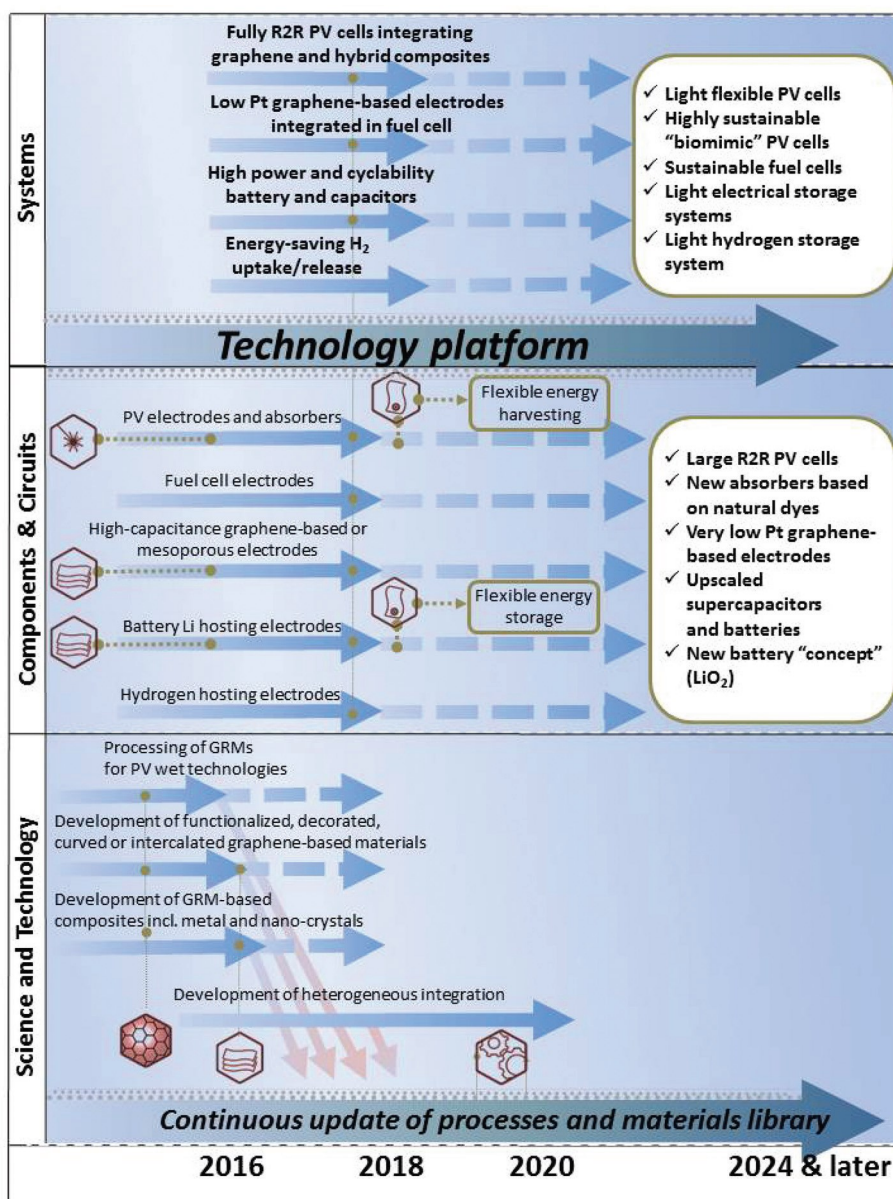 Systems
Fully R2R PV cells integrating
graphene and hybrid composites
Low Pt graphene-based electrodes
integrated in fuel cell
High power and cyclability
battery and capacitors
Energy-saving H₂
uptake/release
✓ Light flexible PV cells
✓ Highly sustainable
“biomimic” PV cells
✓ Sustainable fuel cells
✓ Light electrical storage
systems
✓ Light hydrogen storage
system
Technology platform
Components & Circuits
PV electrodes and absorbers
Flexible energy
harvesting
Fuel cell electrodes
High-capacitance graphene-based or
mesoporous electrodes
Flexible energy
storage
Battery Li hosting electrodes
Hydrogen hosting electrodes
✓ Large R2R PV cells
✓ New absorbers based
on natural dyes
✓ Very low Pt graphene-
based electrodes
✓ Upscaled
supercapacitors
and batteries
✓ New battery “concept”
(LiO₂)
Science and Technology
Processing of GRMs
for PV wet technologies
Development of functionalized, decorated,
curved or intercalated graphene-based materials
Development of GRM-based
composites incl. metal and nano-crystals
Development of heterogeneous integration
Continuous update of processes and materials library
2016 2018 2020 2024 & later